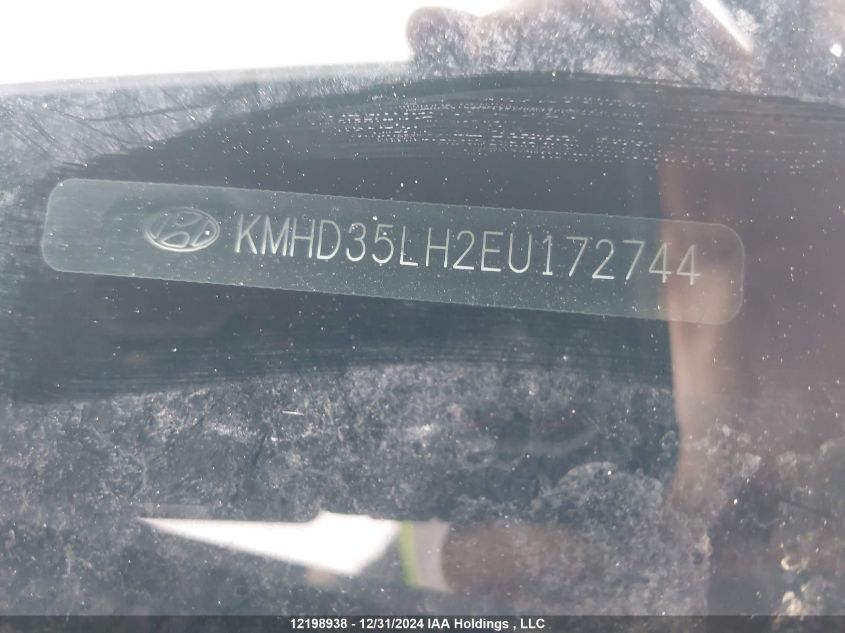 KMHD35LH2EU172744
12198938 - 12/31/2024 IAA Holdings , LLC